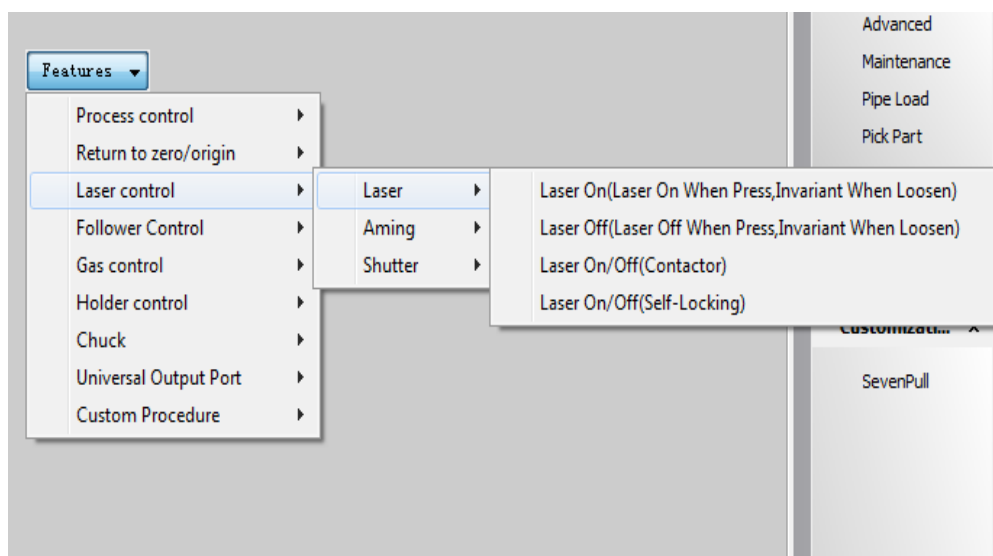 Features
Process control
Return to zero/origin
Laser control
Follower Control
Gas control
Holder control
Chuck
Universal Output Port
Custom Procedure
Laser
Aming
Shutter
Laser On(Laser On When Press,Invariant When Loosen)
Laser Off(Laser Off When Press,Invariant When Loosen)
Laser On/Off(Contactor)
Laser On/Off(Self-Locking)
Advanced
Maintenance
Pipe Load
Pick Part
Customizati...
SevenPull